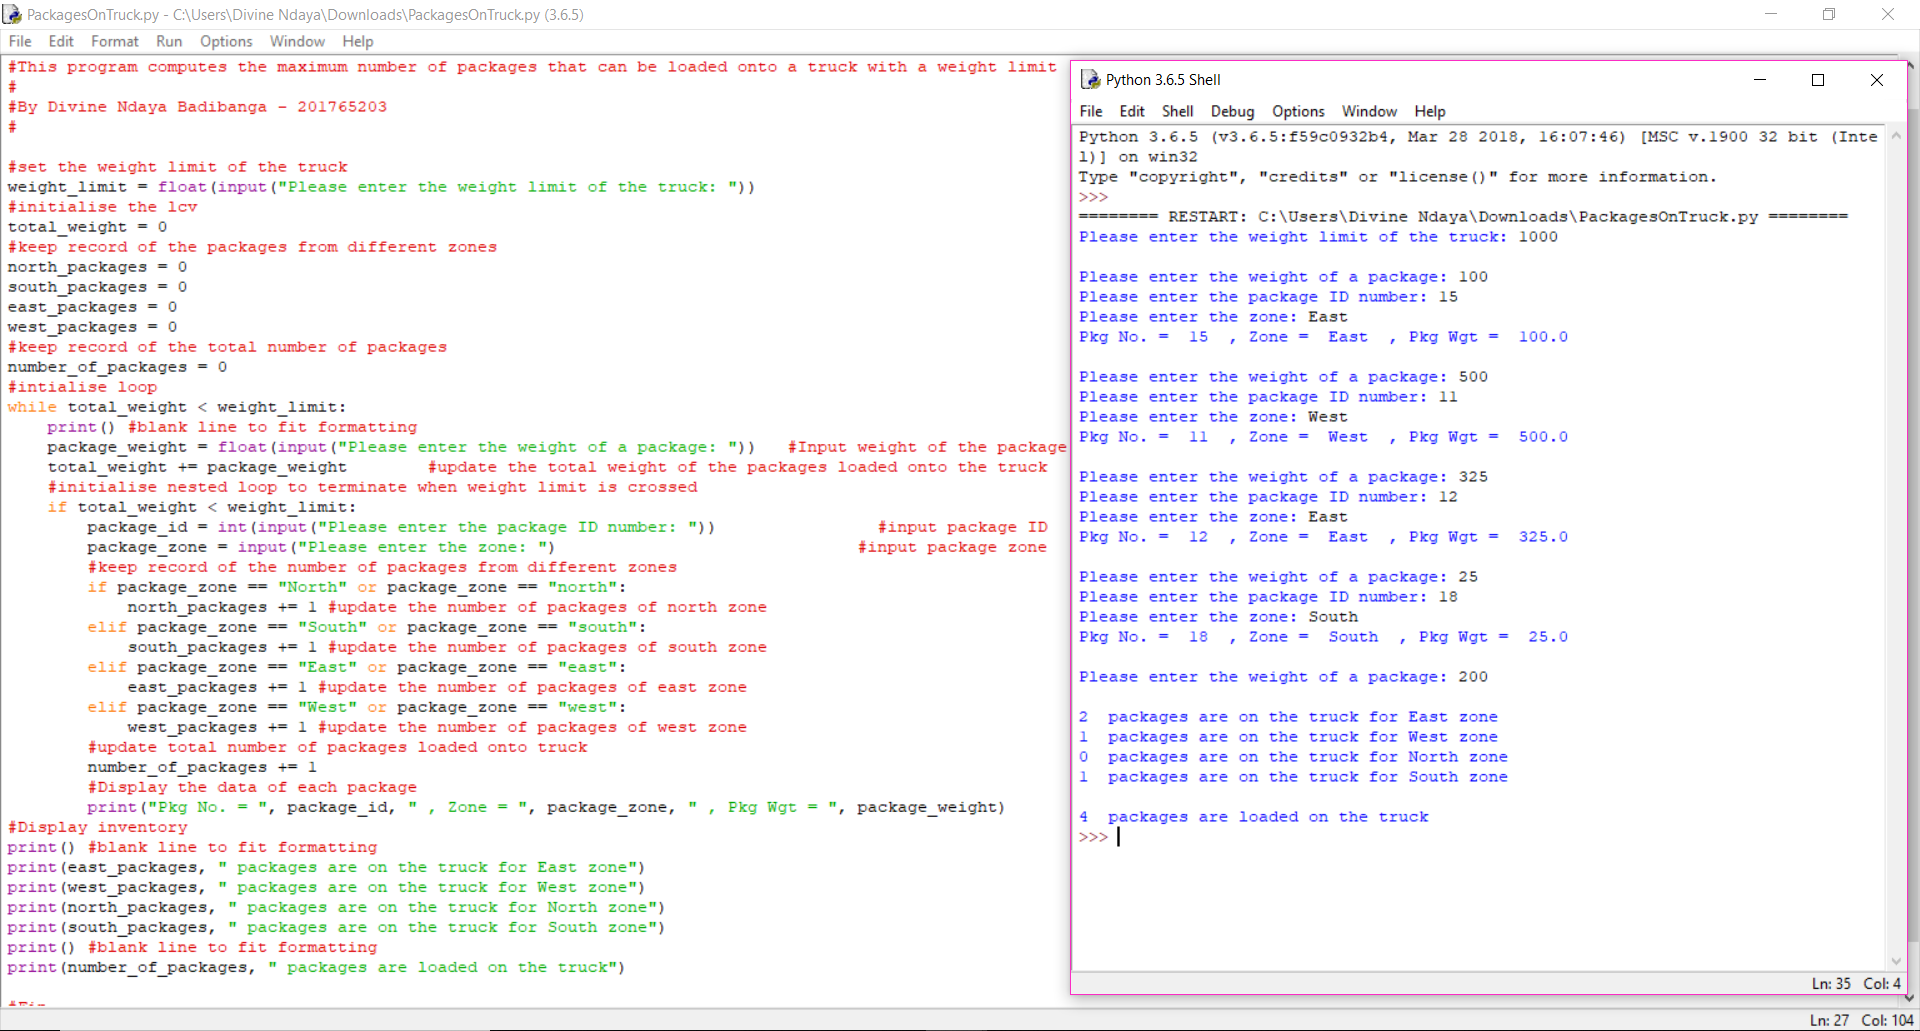 PackagesOnTruck.py - C:\Users\Divine Ndaya\Downloads\PackagesOnTruck.py (3.6.5)
File Edit Format Run Options Window Help
#This program computes the maximum number of packages that can be loaded onto a truck with a weight limit
#
#By Divine Ndaya Badibanga - 201765203
#

#set the weight limit of the truck
weight_limit = float(input("Please enter the weight limit of the truck: "))
#initialise the lcv
total_weight = 0
#keep record of the packages from different zones
north_packages = 0
south_packages = 0
east_packages = 0
west_packages = 0
#keep record of the total number of packages
number_of_packages = 0
#intialise loop
while total_weight < weight_limit:
    print() #blank line to fit formatting
    package_weight = float(input("Please enter the weight of a package: "))   #Input weight of the package
    total_weight += package_weight        #update the total weight of the packages loaded onto the truck
    #initialise nested loop to terminate when weight limit is crossed
    if total_weight < weight_limit:
        package_id = int(input("Please enter the package ID number: "))                #input package ID
        package_zone = input("Please enter the zone: ")                              #input package zone
        #keep record of the number of packages from different zones
        if package_zone == "North" or package_zone == "north":
            north_packages += 1 #update the number of packages of north zone
        elif package_zone == "South" or package_zone == "south":
            south_packages += 1 #update the number of packages of south zone
        elif package_zone == "East" or package_zone == "east":
            east_packages += 1 #update the number of packages of east zone
        elif package_zone == "West" or package_zone == "west":
            west_packages += 1 #update the number of packages of west zone
        #update total number of packages loaded onto truck
        number_of_packages += 1
        #Display the data of each package
        print("Pkg No. = ", package_id, " , Zone = ", package_zone, " , Pkg Wgt = ", package_weight)
#Display inventory
print() #blank line to fit formatting
print(east_packages, " packages are on the truck for East zone")
print(west_packages, " packages are on the truck for West zone")
print(north_packages, " packages are on the truck for North zone")
print(south_packages, " packages are on the truck for South zone")
print() #blank line to fit formatting
print(number_of_packages, " packages are loaded on the truck")

Ln: 27 Col: 104
Python 3.6.5 Shell
File Edit Shell Debug Options Window Help
Python 3.6.5 (v3.6.5:f59c0932b4, Mar 28 2018, 16:07:46) [MSC v.1900 32 bit (Inte
l)] on win32
Type "copyright", "credits" or "license()" for more information.
>>>
======== RESTART: C:\Users\Divine Ndaya\Downloads\PackagesOnTruck.py ========
Please enter the weight limit of the truck: 1000

Please enter the weight of a package: 100
Please enter the package ID number: 15
Please enter the zone: East
Pkg No. =  15  , Zone =  East  , Pkg Wgt =  100.0

Please enter the weight of a package: 500
Please enter the package ID number: 11
Please enter the zone: West
Pkg No. =  11  , Zone =  West  , Pkg Wgt =  500.0

Please enter the weight of a package: 325
Please enter the package ID number: 12
Please enter the zone: East
Pkg No. =  12  , Zone =  East  , Pkg Wgt =  325.0

Please enter the weight of a package: 25
Please enter the package ID number: 18
Please enter the zone: South
Pkg No. =  18  , Zone =  South  , Pkg Wgt =  25.0

Please enter the weight of a package: 200

2  packages are on the truck for East zone
1  packages are on the truck for West zone
0  packages are on the truck for North zone
1  packages are on the truck for South zone

4  packages are loaded on the truck
>>>
Ln: 35 Col: 4